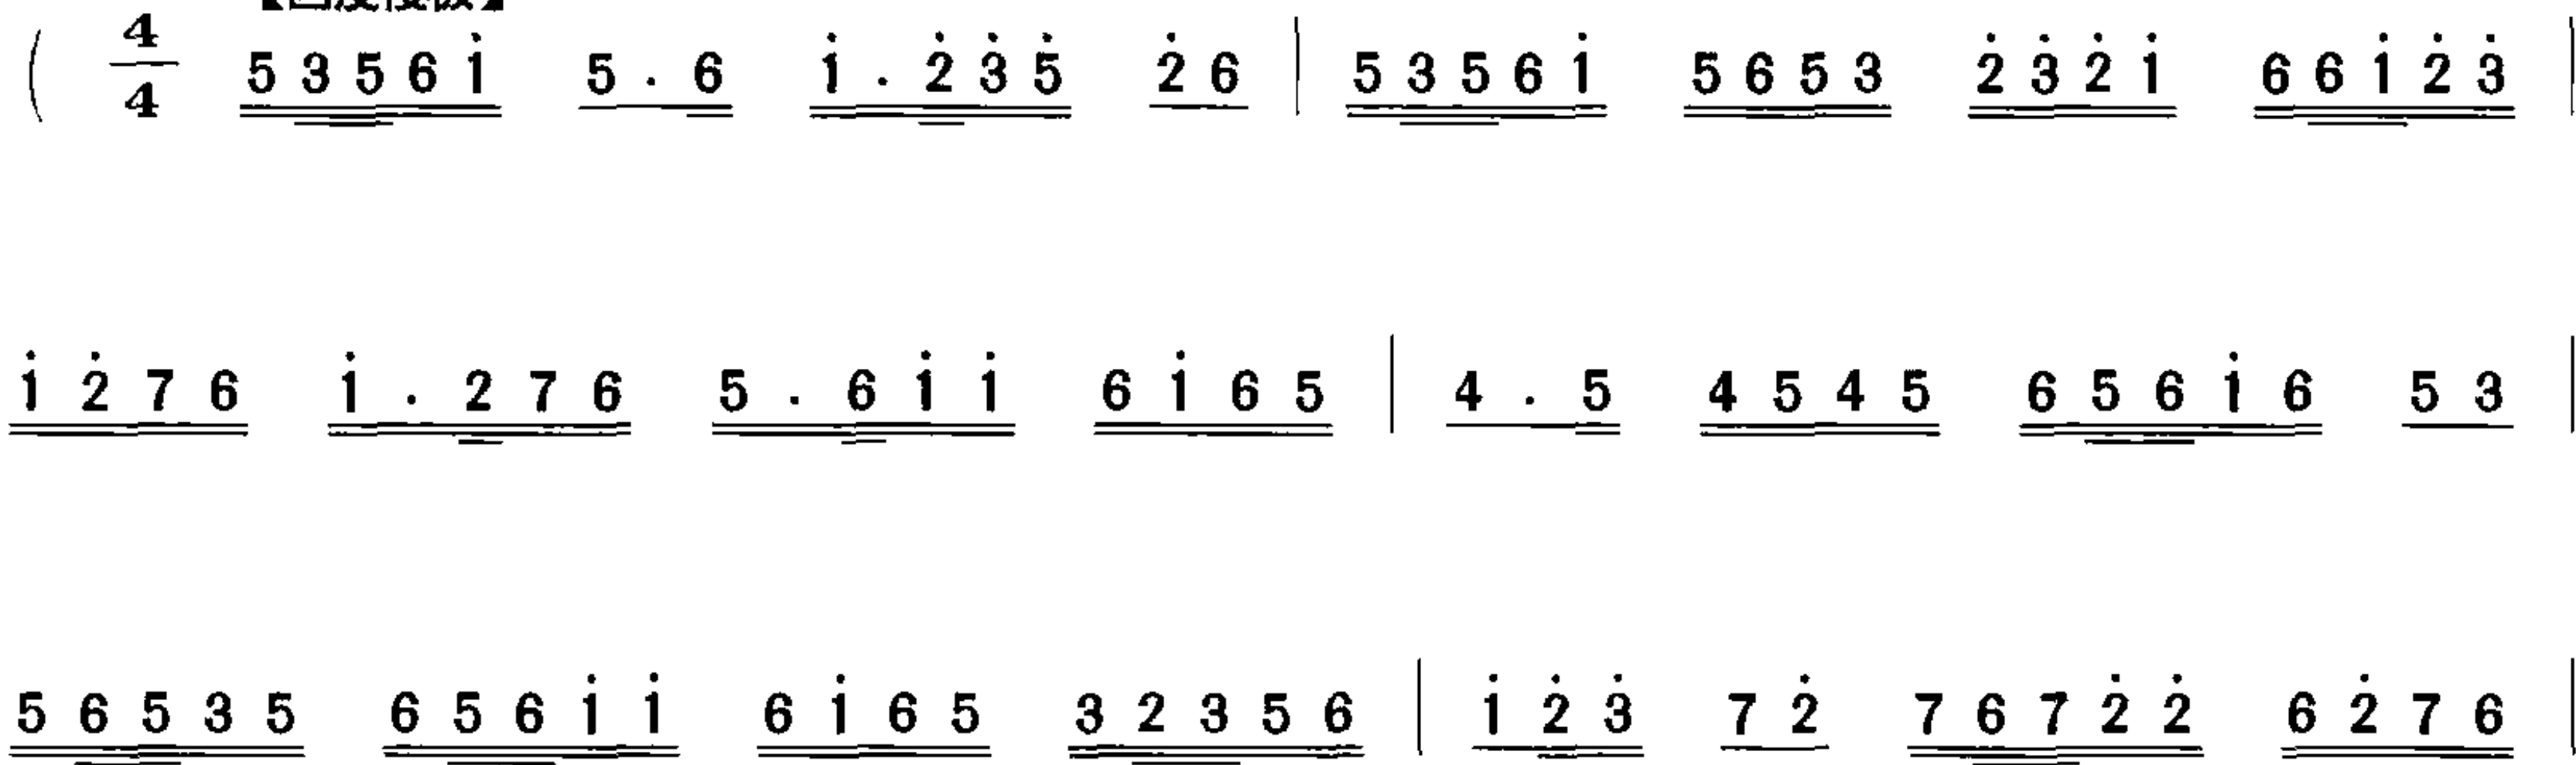 ( 4/4 5 3 5 6 i̇ 5 . 6 i̇ . 2̇ 3̇ 5̇ 2̇ 6 | 5 3 5 6 i̇ 5 6 5 3 2̇ 3̇ 2̇ i̇ 6 6 i̇ 2̇ 3̇ |
i̇ 2̇ 7 6 i̇ . 2 7 6 5 . 6 i̇ i̇ 6 i̇ 6 5 | 4 . 5 4 5 4 5 6 5 6 i̇ 6 5 3 |
5 6 5 3 5 6 5 6 i̇ i̇ 6 i̇ 6 5 3 2 3 5 6 | i̇ 2̇ 3̇ 7 2̇ 7 6 7 2̇ 2̇ 6 2̇ 7 6 |